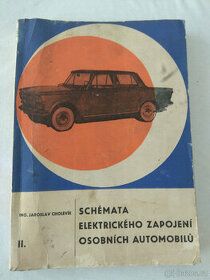 ING. JAROSLAV CHOLEVÍK
SCHÉMATA
ELEKTRICKÉHO ZAPOJENÍ
II.
OSOBNÍCH AUTOMOBILŮ